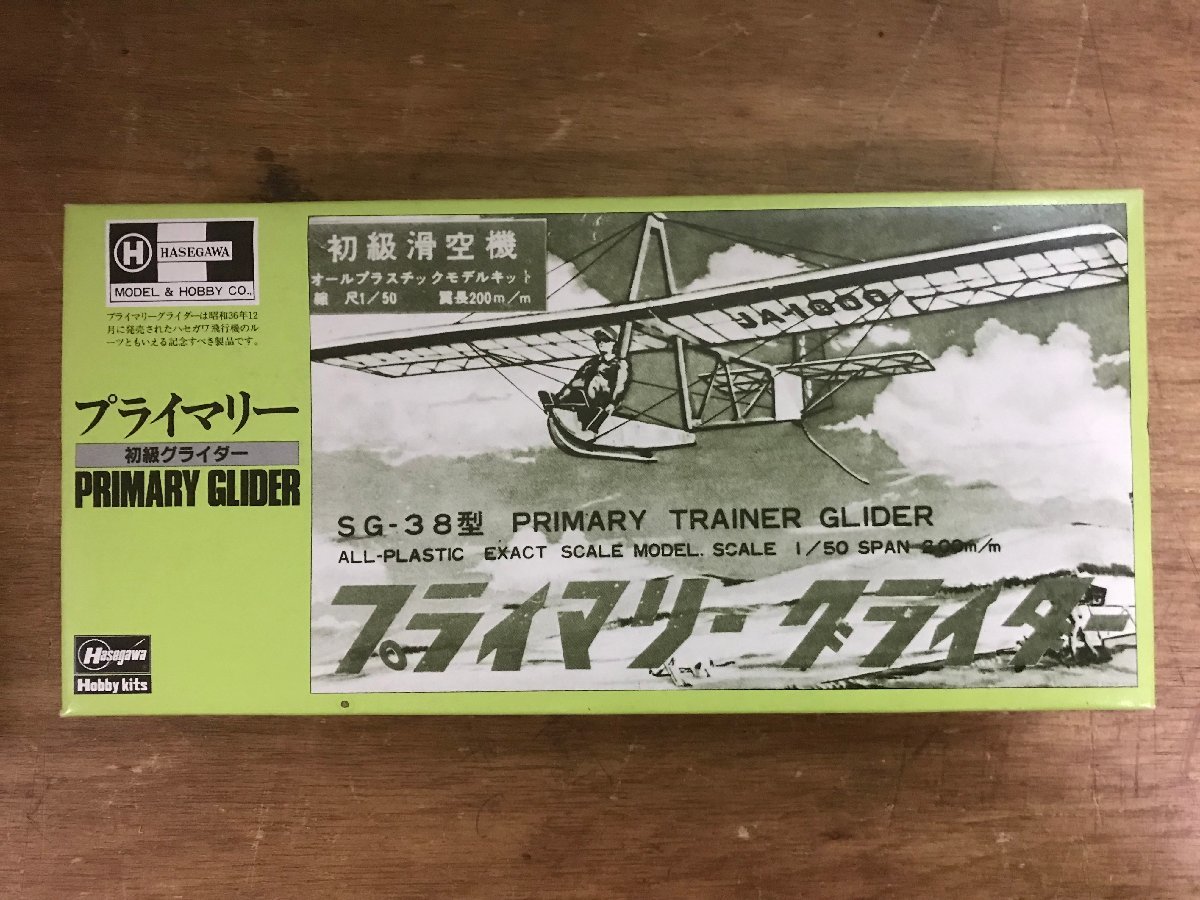 H HASEGAWA
MODEL & HOBBY CO.,
プライマリーグライダーは昭和36年12
月に発売されたハセガワ飛行機のル
ーツともいえる記念すべき製品です。
プライマリー
初級グライダー
PRIMARY GLIDER
Hasegawa
Hobby kits
初級滑空機
オールプラスチックモデルキット
縮尺1/50 翼長200m/m
JA-1000
SG-38型 PRIMARY TRAINER GLIDER
ALL-PLASTIC EXACT SCALE MODEL. SCALE 1/50 SPAN 200m/m
プライマリーグライダー